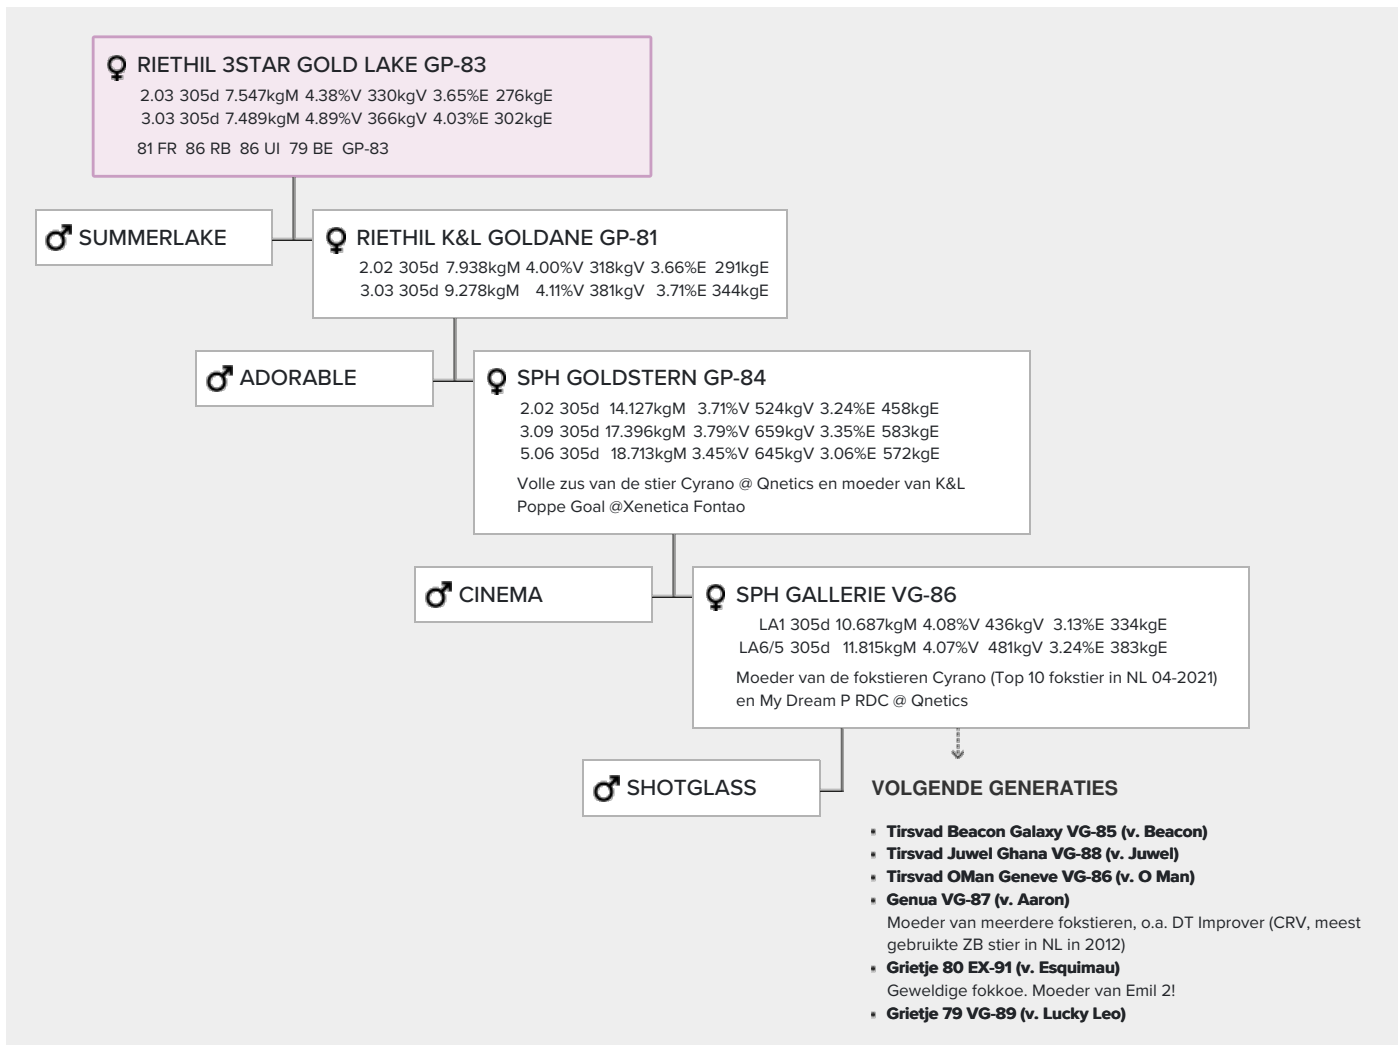 RIETHIL 3STAR GOLD LAKE GP-83
2.03 305d 7.547kgM 4.38%V 330kgV 3.65%E 276kgE
3.03 305d 7.489kgM 4.89%V 366kgV 4.03%E 302kgE
81 FR 86 RB 86 UI 79 BE GP-83
SUMMERLAKE
RIETHIL K&L GOLDANE GP-81
2.02 305d 7.938kgM 4.00%V 318kgV 3.66%E 291kgE
3.03 305d 9.278kgM 4.11%V 381kgV 3.71%E 344kgE
ADORABLE
SPH GOLDSTERN GP-84
2.02 305d 14.127kgM 3.71%V 524kgV 3.24%E 458kgE
3.09 305d 17.396kgM 3.79%V 659kgV 3.35%E 583kgE
5.06 305d 18.713kgM 3.45%V 645kgV 3.06%E 572kgE
Volle zus van de stier Cyrano @ Qnetics en moeder van K&L
Poppe Goal @Xenetica Fontao
CINEMA
SPH GALLERIE VG-86
LA1 305d 10.687kgM 4.08%V 436kgV 3.13%E 334kgE
LA6/5 305d 11.815kgM 4.07%V 481kgV 3.24%E 383kgE
Moeder van de fokstieren Cyrano (Top 10 fokstier in NL 04-2021)
en My Dream P RDC @ Qnetics
SHOTGLASS
VOLGENDE GENERATIES
• Tirsvad Beacon Galaxy VG-85 (v. Beacon)
• Tirsvad Juwel Ghana VG-88 (v. Juwel)
• Tirsvad OMan Geneve VG-86 (v. O Man)
• Genua VG-87 (v. Aaron)
Moeder van meerdere fokstieren, o.a. DT Improver (CRV, meest
gebruikte ZB stier in NL in 2012)
• Grietje 80 EX-91 (v. Esquimau)
Geweldige fokkoe. Moeder van Emil 2!
• Grietje 79 VG-89 (v. Lucky Leo)